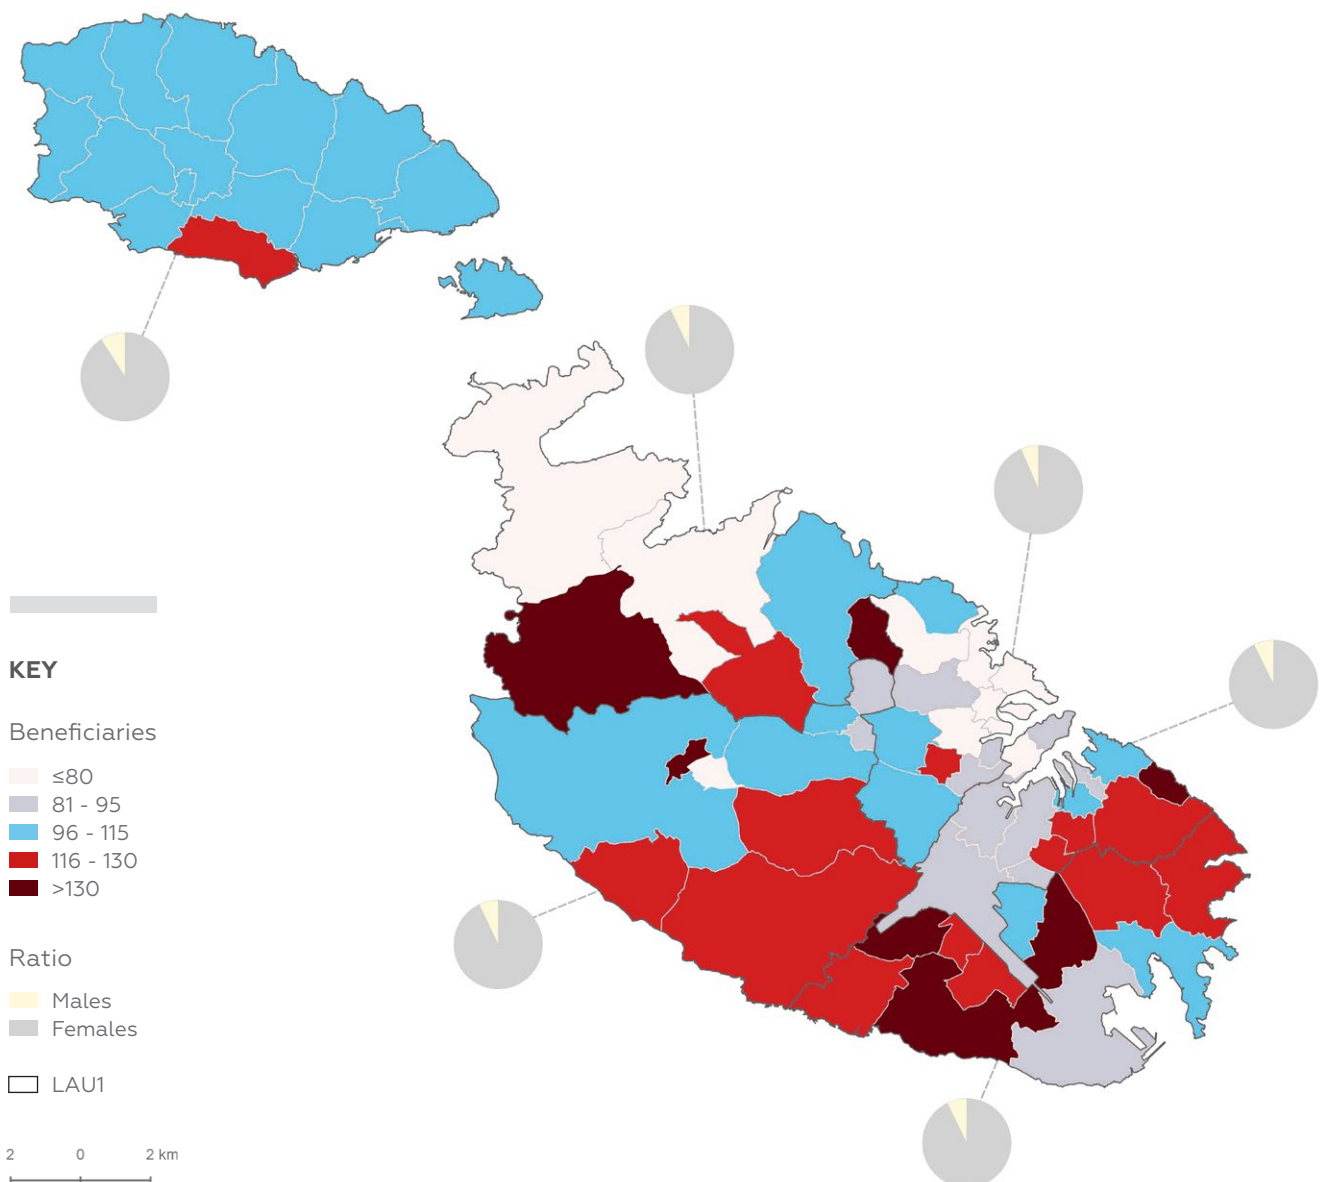 KEY
Beneficiaries
≤80
81 - 95
96 - 115
116 - 130
>130
Ratio
Males
Females
LAU1
2 0 2 km